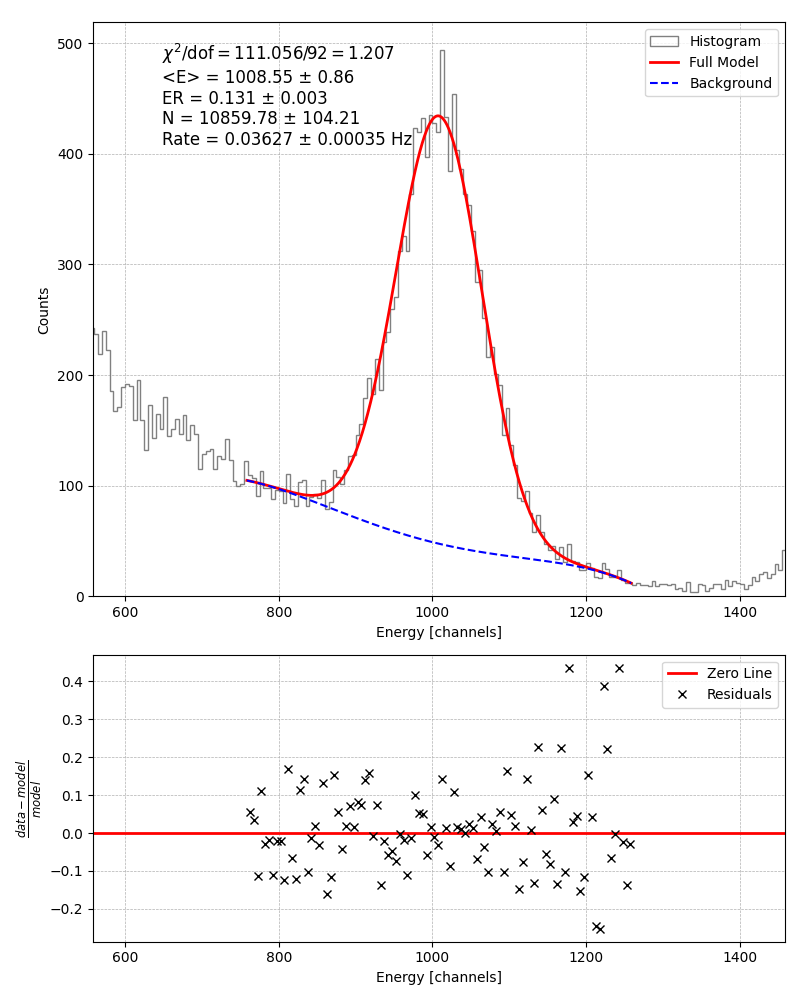 χ²/dof = 111.056/92 = 1.207
<E> = 1008.55 ± 0.86
ER = 0.131 ± 0.003
N = 10859.78 ± 104.21
Rate = 0.03627 ± 0.00035 Hz
Histogram
Full Model
Background
500
400
300
200
100
0
Counts
600 800 1000 1200 1400
Energy [channels]
Zero Line
Residuals
0.4
0.3
0.2
0.1
0.0
−0.1
−0.2
data − model
model
600 800 1000 1200 1400
Energy [channels]